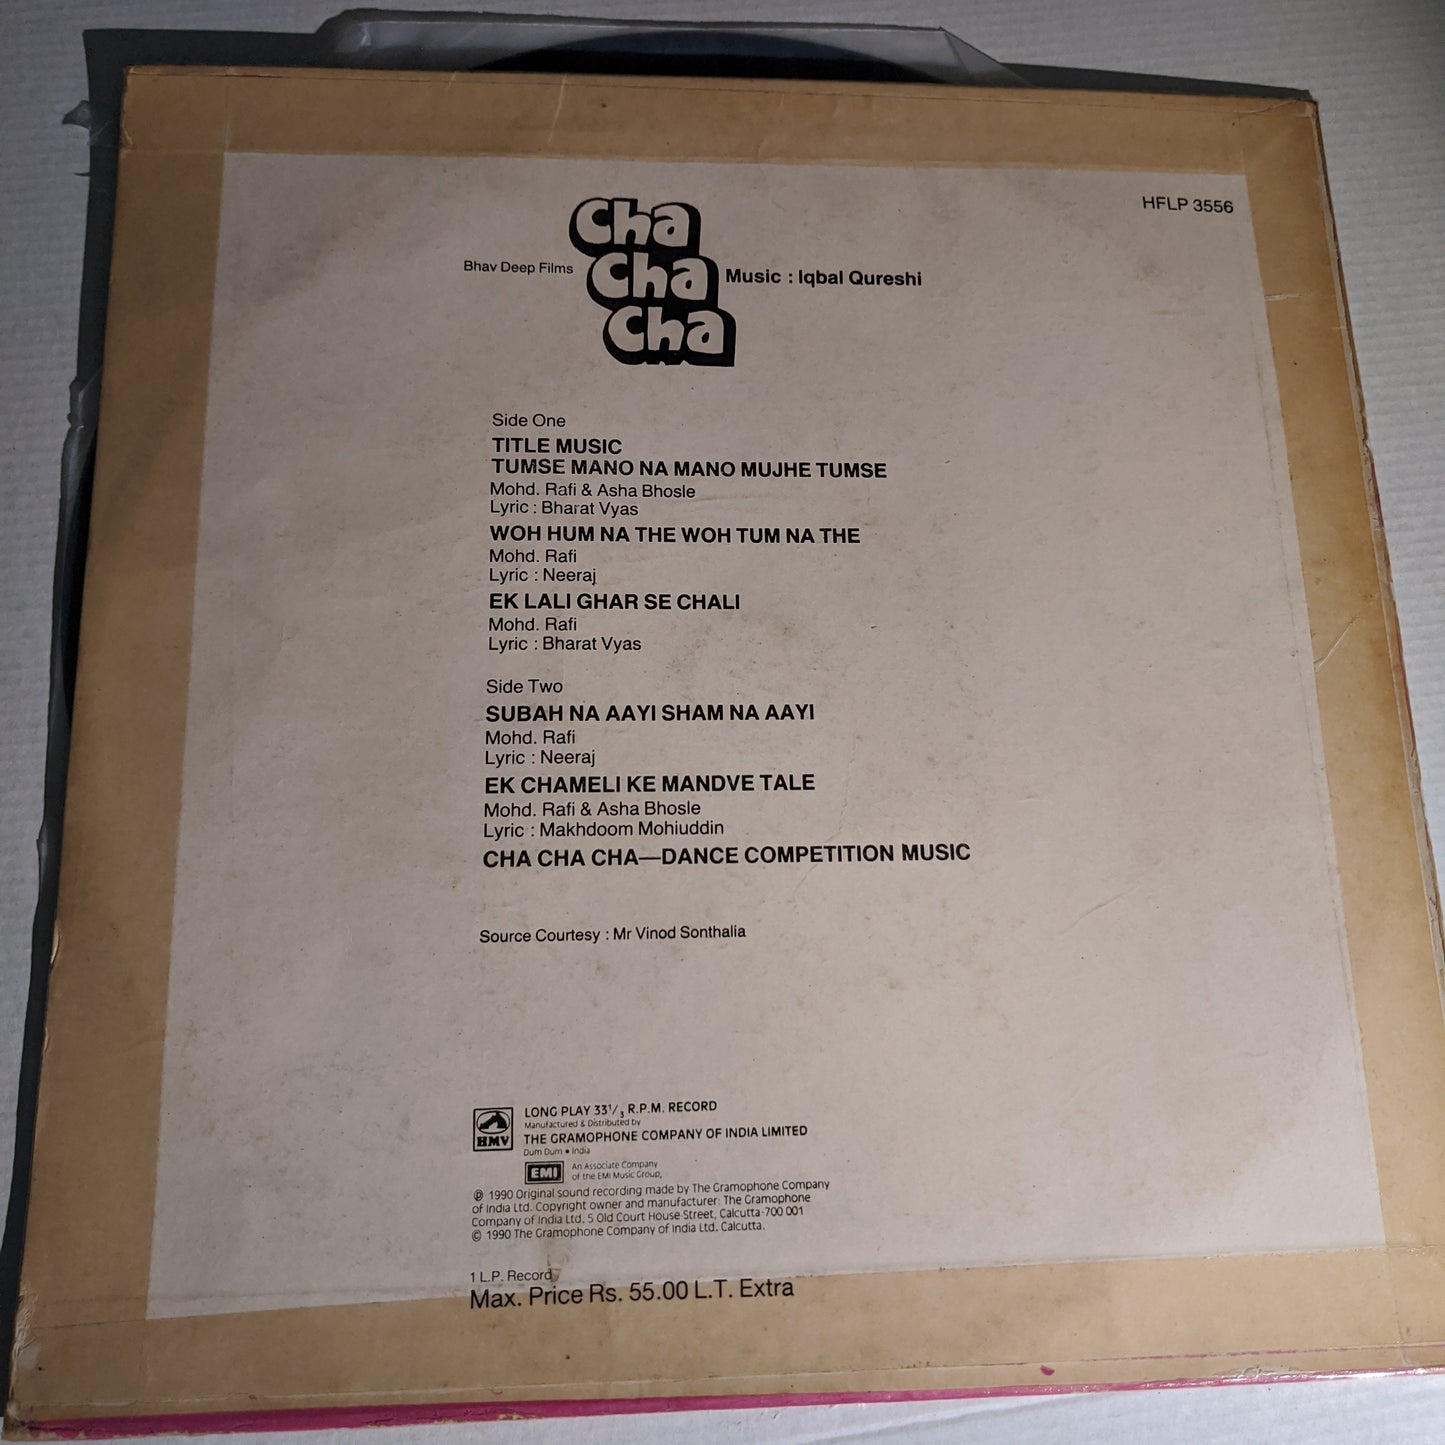 HFLP 3556
Cha
Bhav Deep Films Cha Music : Iqbal Qureshi
Cha
Side One
TITLE MUSIC
TUMSE MANO NA MANO MUJHE TUMSE
Mohd. Rafi & Asha Bhosle
Lyric : Bharat Vyas
WOH HUM NA THE WOH TUM NA THE
Mohd. Rafi
Lyric : Neeraj
EK LALI GHAR SE CHALI
Mohd. Rafi
Lyric : Bharat Vyas
Side Two
SUBAH NA AAYI SHAM NA AAYI
Mohd. Rafi
Lyric : Neeraj
EK CHAMELI KE MANDVE TALE
Mohd. Rafi & Asha Bhosle
Lyric : Makhdoom Mohiuddin
CHA CHA CHA—DANCE COMPETITION MUSIC
Source Courtesy : Mr Vinod Sonthalia
HMV
LONG PLAY 33 1/3 R.P.M. RECORD
Manufactured & Distributed by
THE GRAMOPHONE COMPANY OF INDIA LIMITED
Dum Dum • India
EMI
An Associate Company
of the EMI Music Group,
℗ 1990 Original sound recording made by The Gramophone Company
of India Ltd. Copyright owner and manufacturer: The Gramophone
Company of India Ltd. 5 Old Court House Street, Calcutta-700 001
© 1990 The Gramophone Company of India Ltd. Calcutta.
1 L.P. Record
Max. Price Rs. 55.00 L.T. Extra